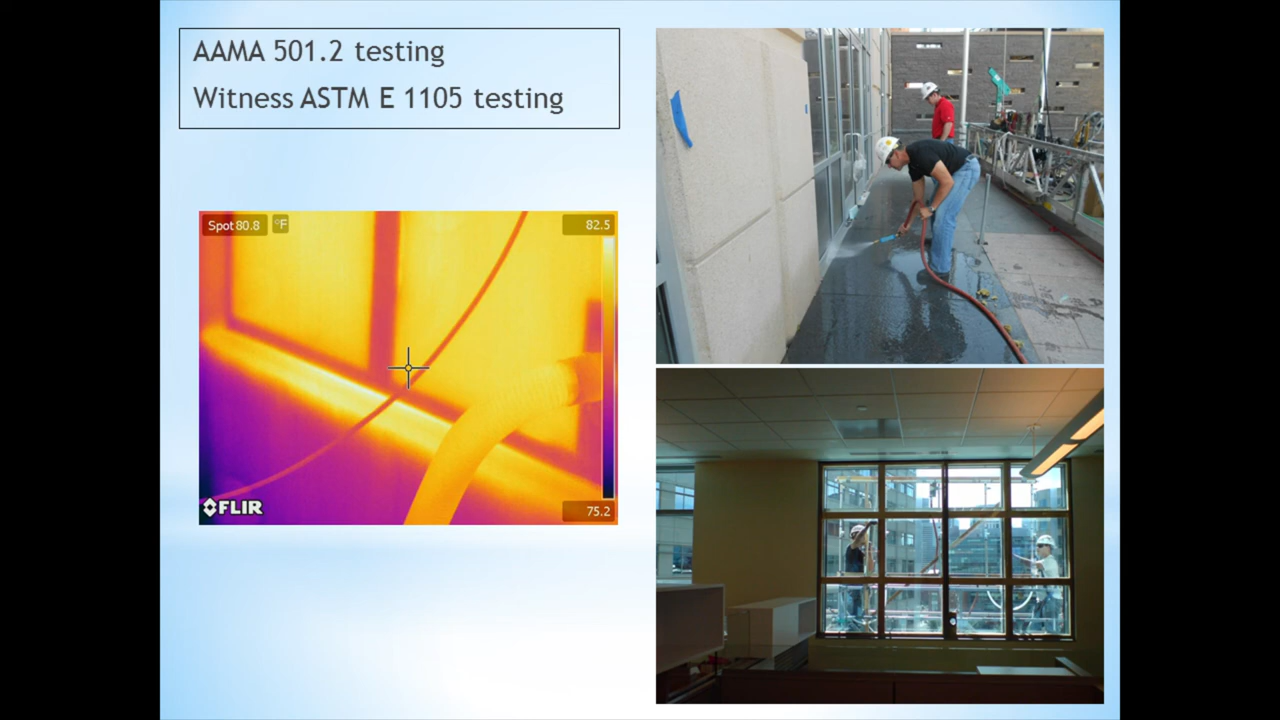 AAMA 501.2 testing
Witness ASTM E 1105 testing
Spot 80.8 °F
82.5
FLIR
75.2